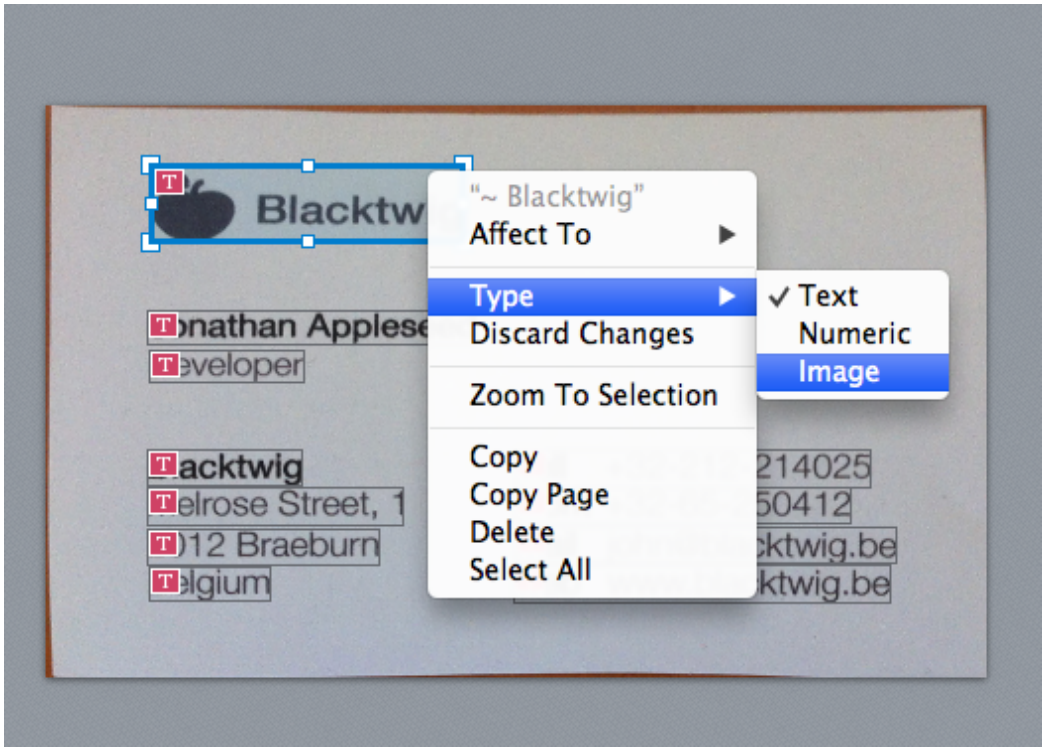 Blacktw
"~ Blacktwig"
Affect To
Type
Discard Changes
Zoom To Selection
Copy
Copy Page
Delete
Select All
✓ Text
Numeric
Image
T onathan Applese
T eveloper
T acktwig
T elrose Street, 1
T 012 Braeburn
T elgium
214025
50412
cktwig.be
ktwig.be